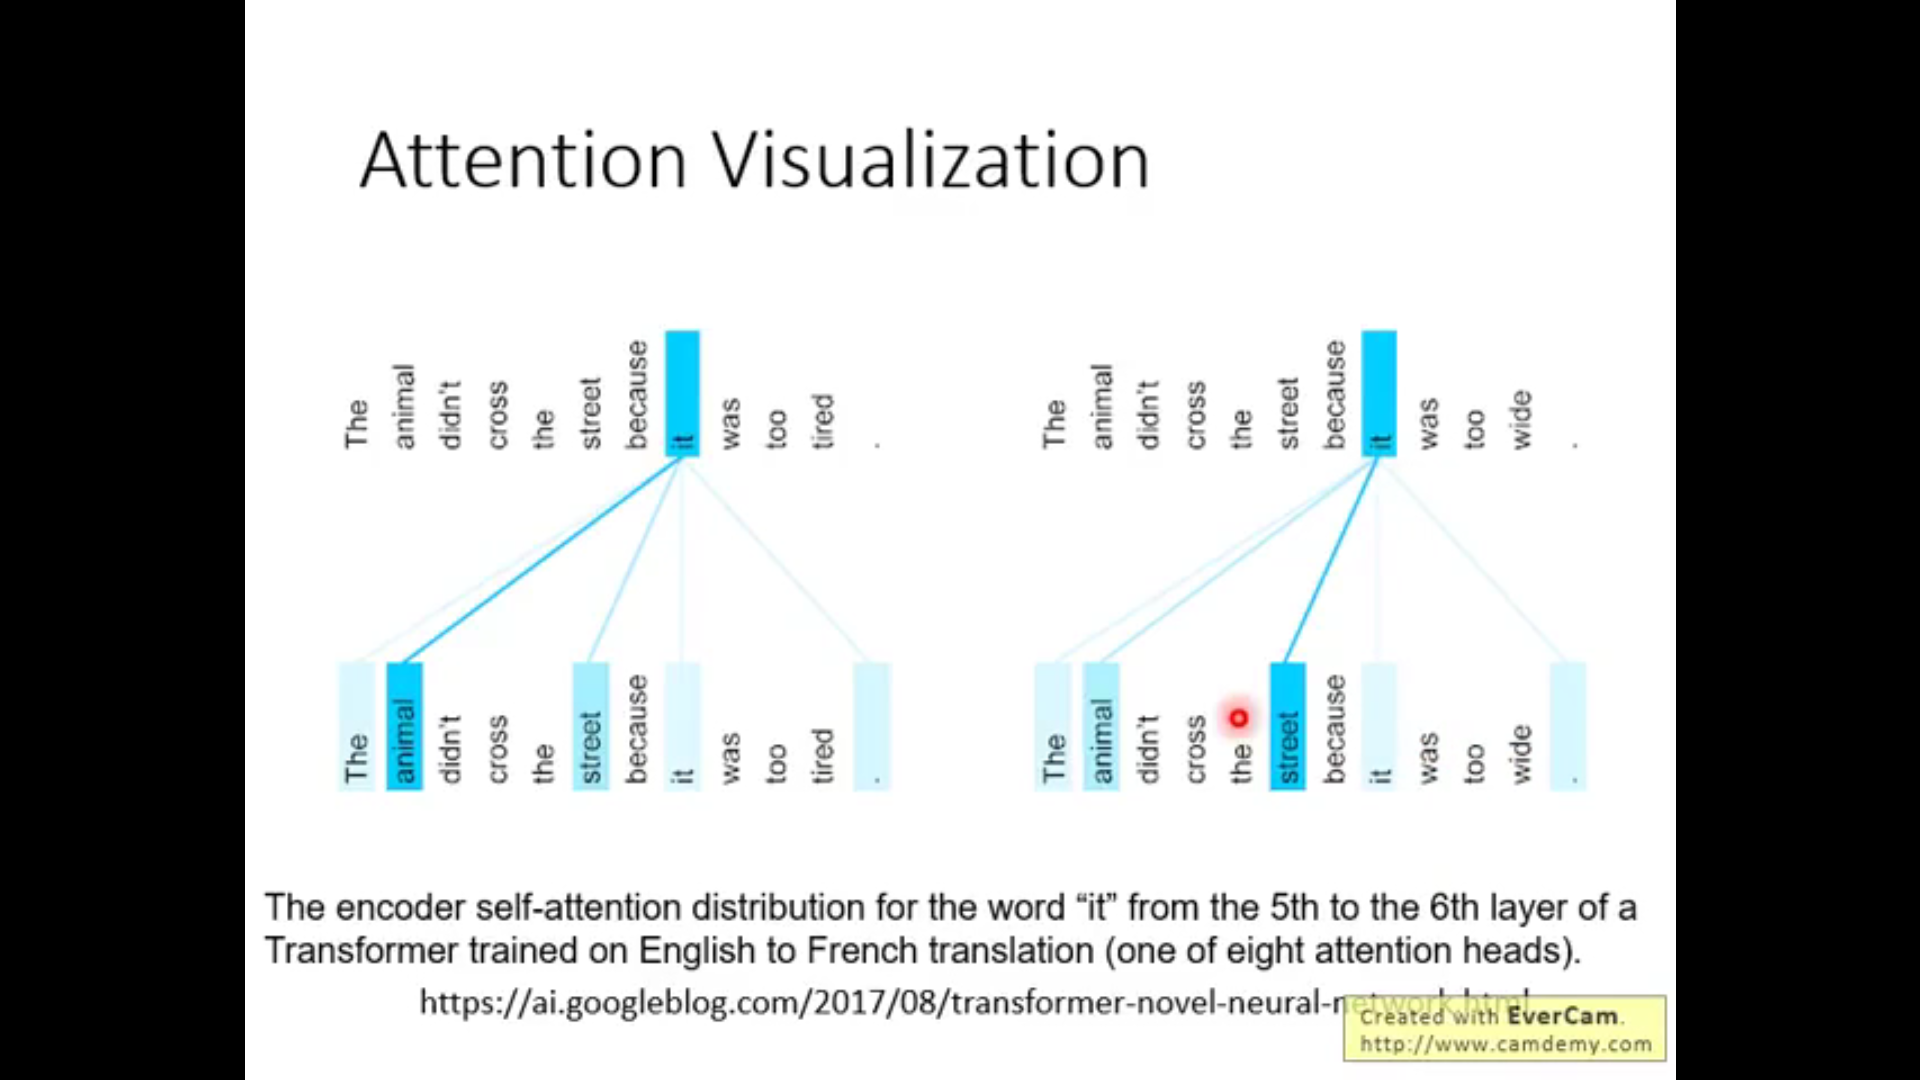 Attention Visualization
The animal didn't cross the street because it was too tired .
The animal didn't cross the street because it was too wide .
The animal didn't cross the street because it was too tired .
The animal didn't cross the street because it was too wide .
The encoder self-attention distribution for the word “it” from the 5th to the 6th layer of a
Transformer trained on English to French translation (one of eight attention heads).
https://ai.googleblog.com/2017/08/transformer-novel-neural-network.html
Created with EverCam.
http://www.camdemy.com